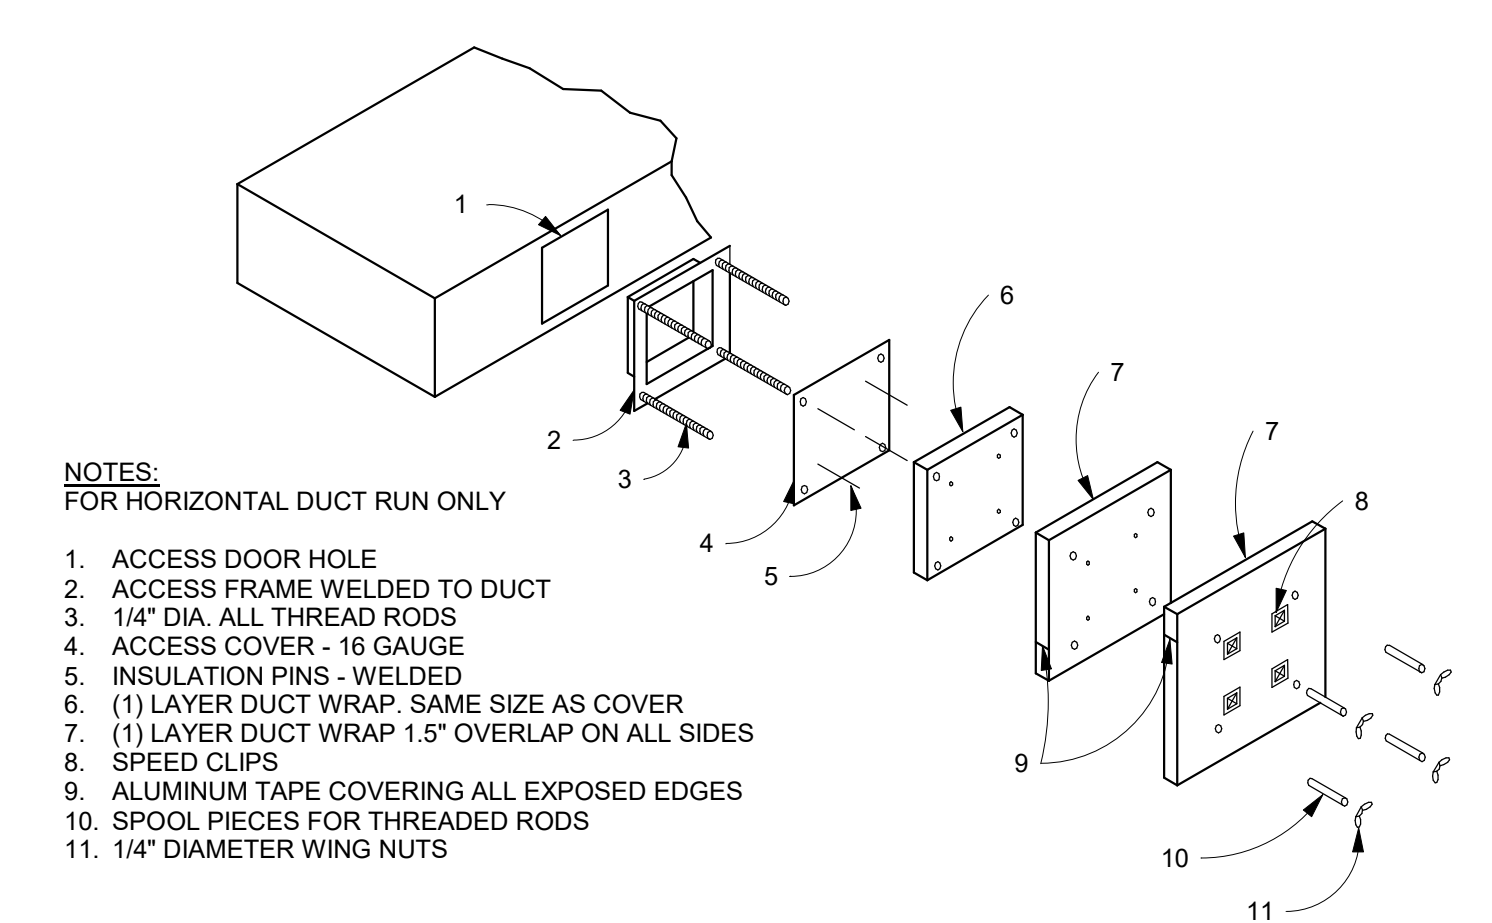 1
6
7
7
2
3
8
4
5
9
10
11
NOTES:
FOR HORIZONTAL DUCT RUN ONLY
1. ACCESS DOOR HOLE
2. ACCESS FRAME WELDED TO DUCT
3. 1/4" DIA. ALL THREAD RODS
4. ACCESS COVER - 16 GAUGE
5. INSULATION PINS - WELDED
6. (1) LAYER DUCT WRAP. SAME SIZE AS COVER
7. (1) LAYER DUCT WRAP 1.5" OVERLAP ON ALL SIDES
8. SPEED CLIPS
9. ALUMINUM TAPE COVERING ALL EXPOSED EDGES
10. SPOOL PIECES FOR THREADED RODS
11. 1/4" DIAMETER WING NUTS